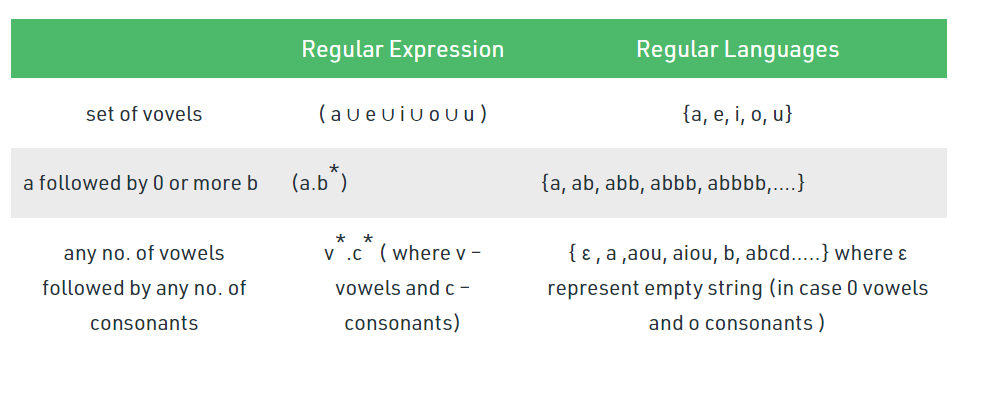 Regular Expression Regular Languages
set of vovels ( a ∪ e ∪ i ∪ o ∪ u ) {a, e, i, o, u}
a followed by 0 or more b (a.b*) {a, ab, abb, abbb, abbbb,....}
any no. of vowels v*.c* ( where v – { ε , a ,aou, aiou, b, abcd.....} where ε
followed by any no. of vowels and c – represent empty string (in case 0 vowels
consonants consonants) and o consonants )